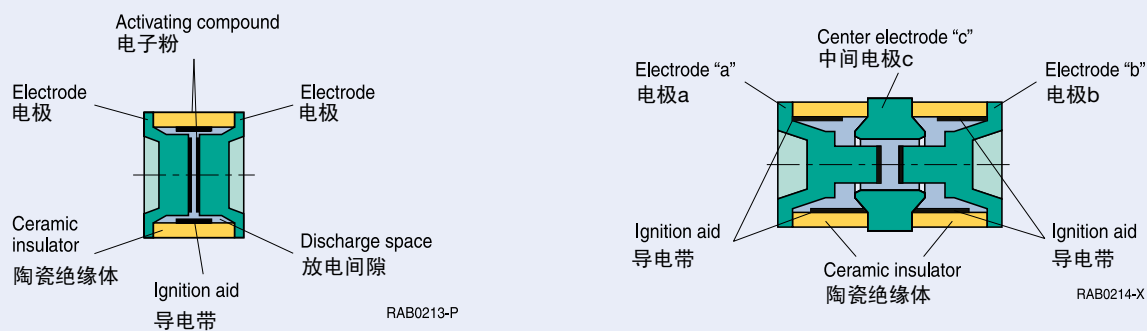 Activating compound
电子粉
Electrode
电极
Electrode
电极
Ceramic
insulator
陶瓷绝缘体
Discharge space
放电间隙
Ignition aid
导电带
RAB0213-P
Center electrode “c”
中间电极c
Electrode “a”
电极a
Electrode “b”
电极b
Ignition aid
导电带
Ceramic insulator
陶瓷绝缘体
Ignition aid
导电带
RAB0214-X